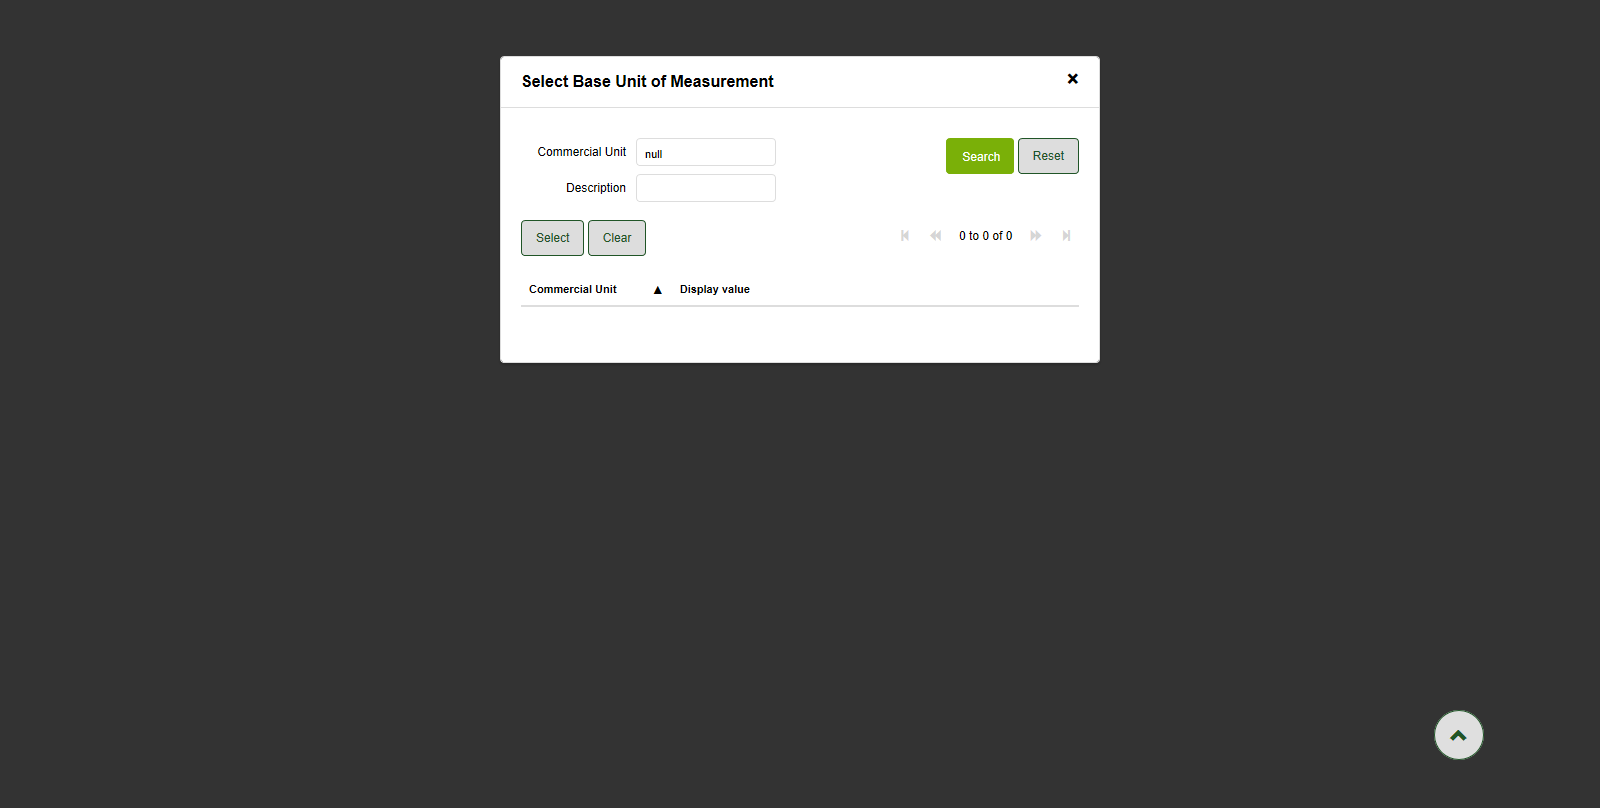 Select Base Unit of Measurement
Commercial Unit null Search Reset
Description
Select Clear 0 to 0 of 0
Commercial Unit ▲ Display value